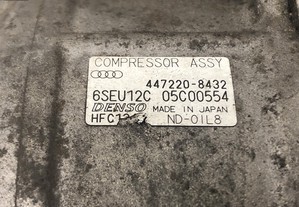 COMPRESSOR ASSY
447220-8432
6SEU12C 05C00554
DENSO MADE IN JAPAN
ND-OIL8